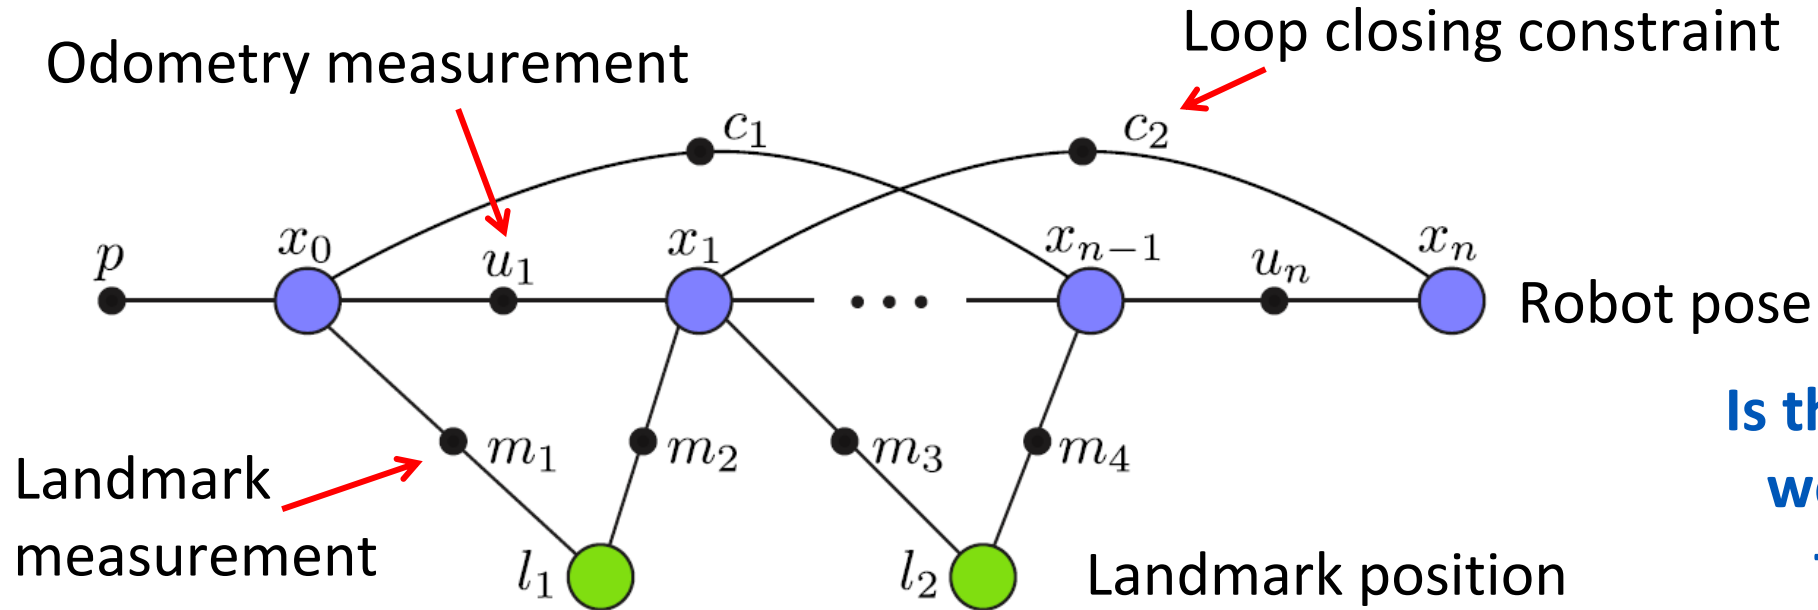 Loop closing constraint
Odometry measurement
c₁
c₂
p
x₀
u₁
x₁
xₙ₋₁
uₙ
xₙ
• • •
Robot pose
Is
m₁
m₂
m₃
m₄
Landmark
measurement
l₁
l₂
Landmark position